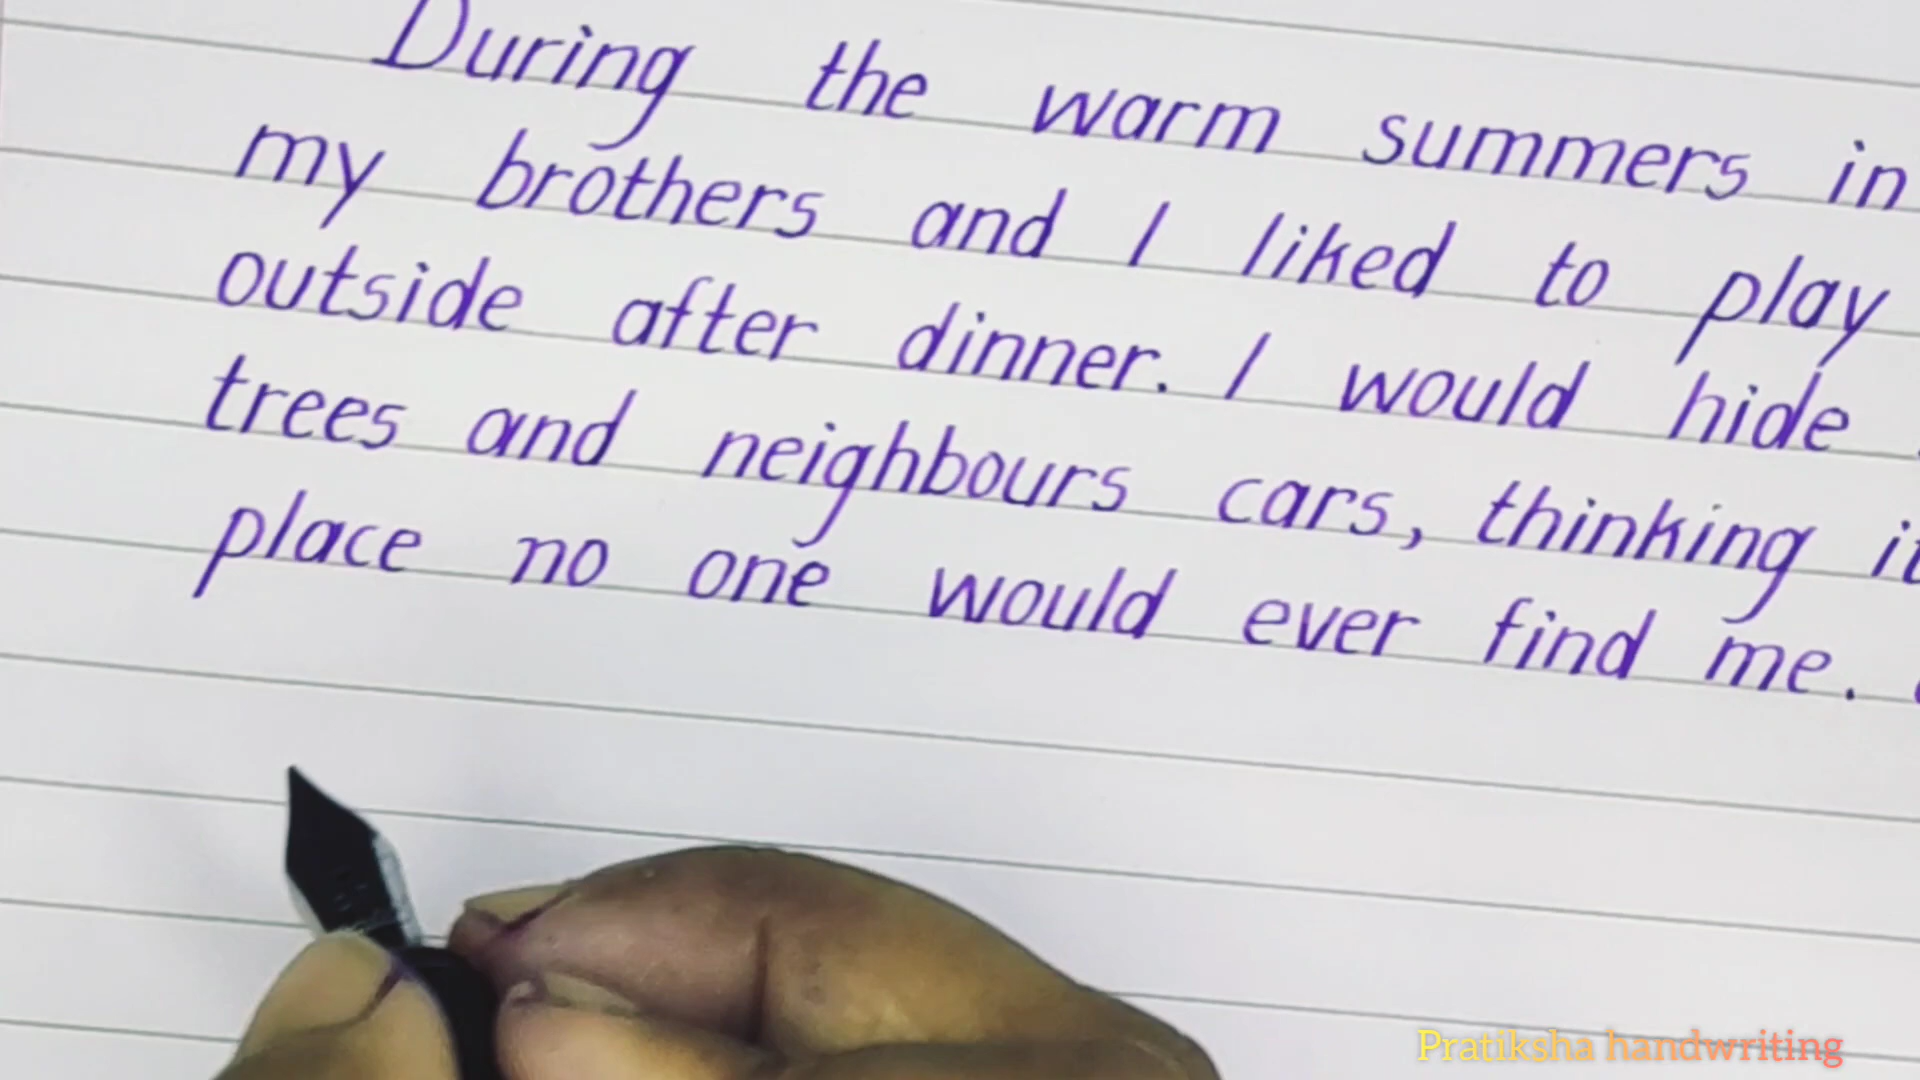 During the warm summers in
my brothers and I liked to play
outside after dinner. I would hide
trees and neighbours cars, thinking
place no one would ever find me.
Pratiksha handwriting